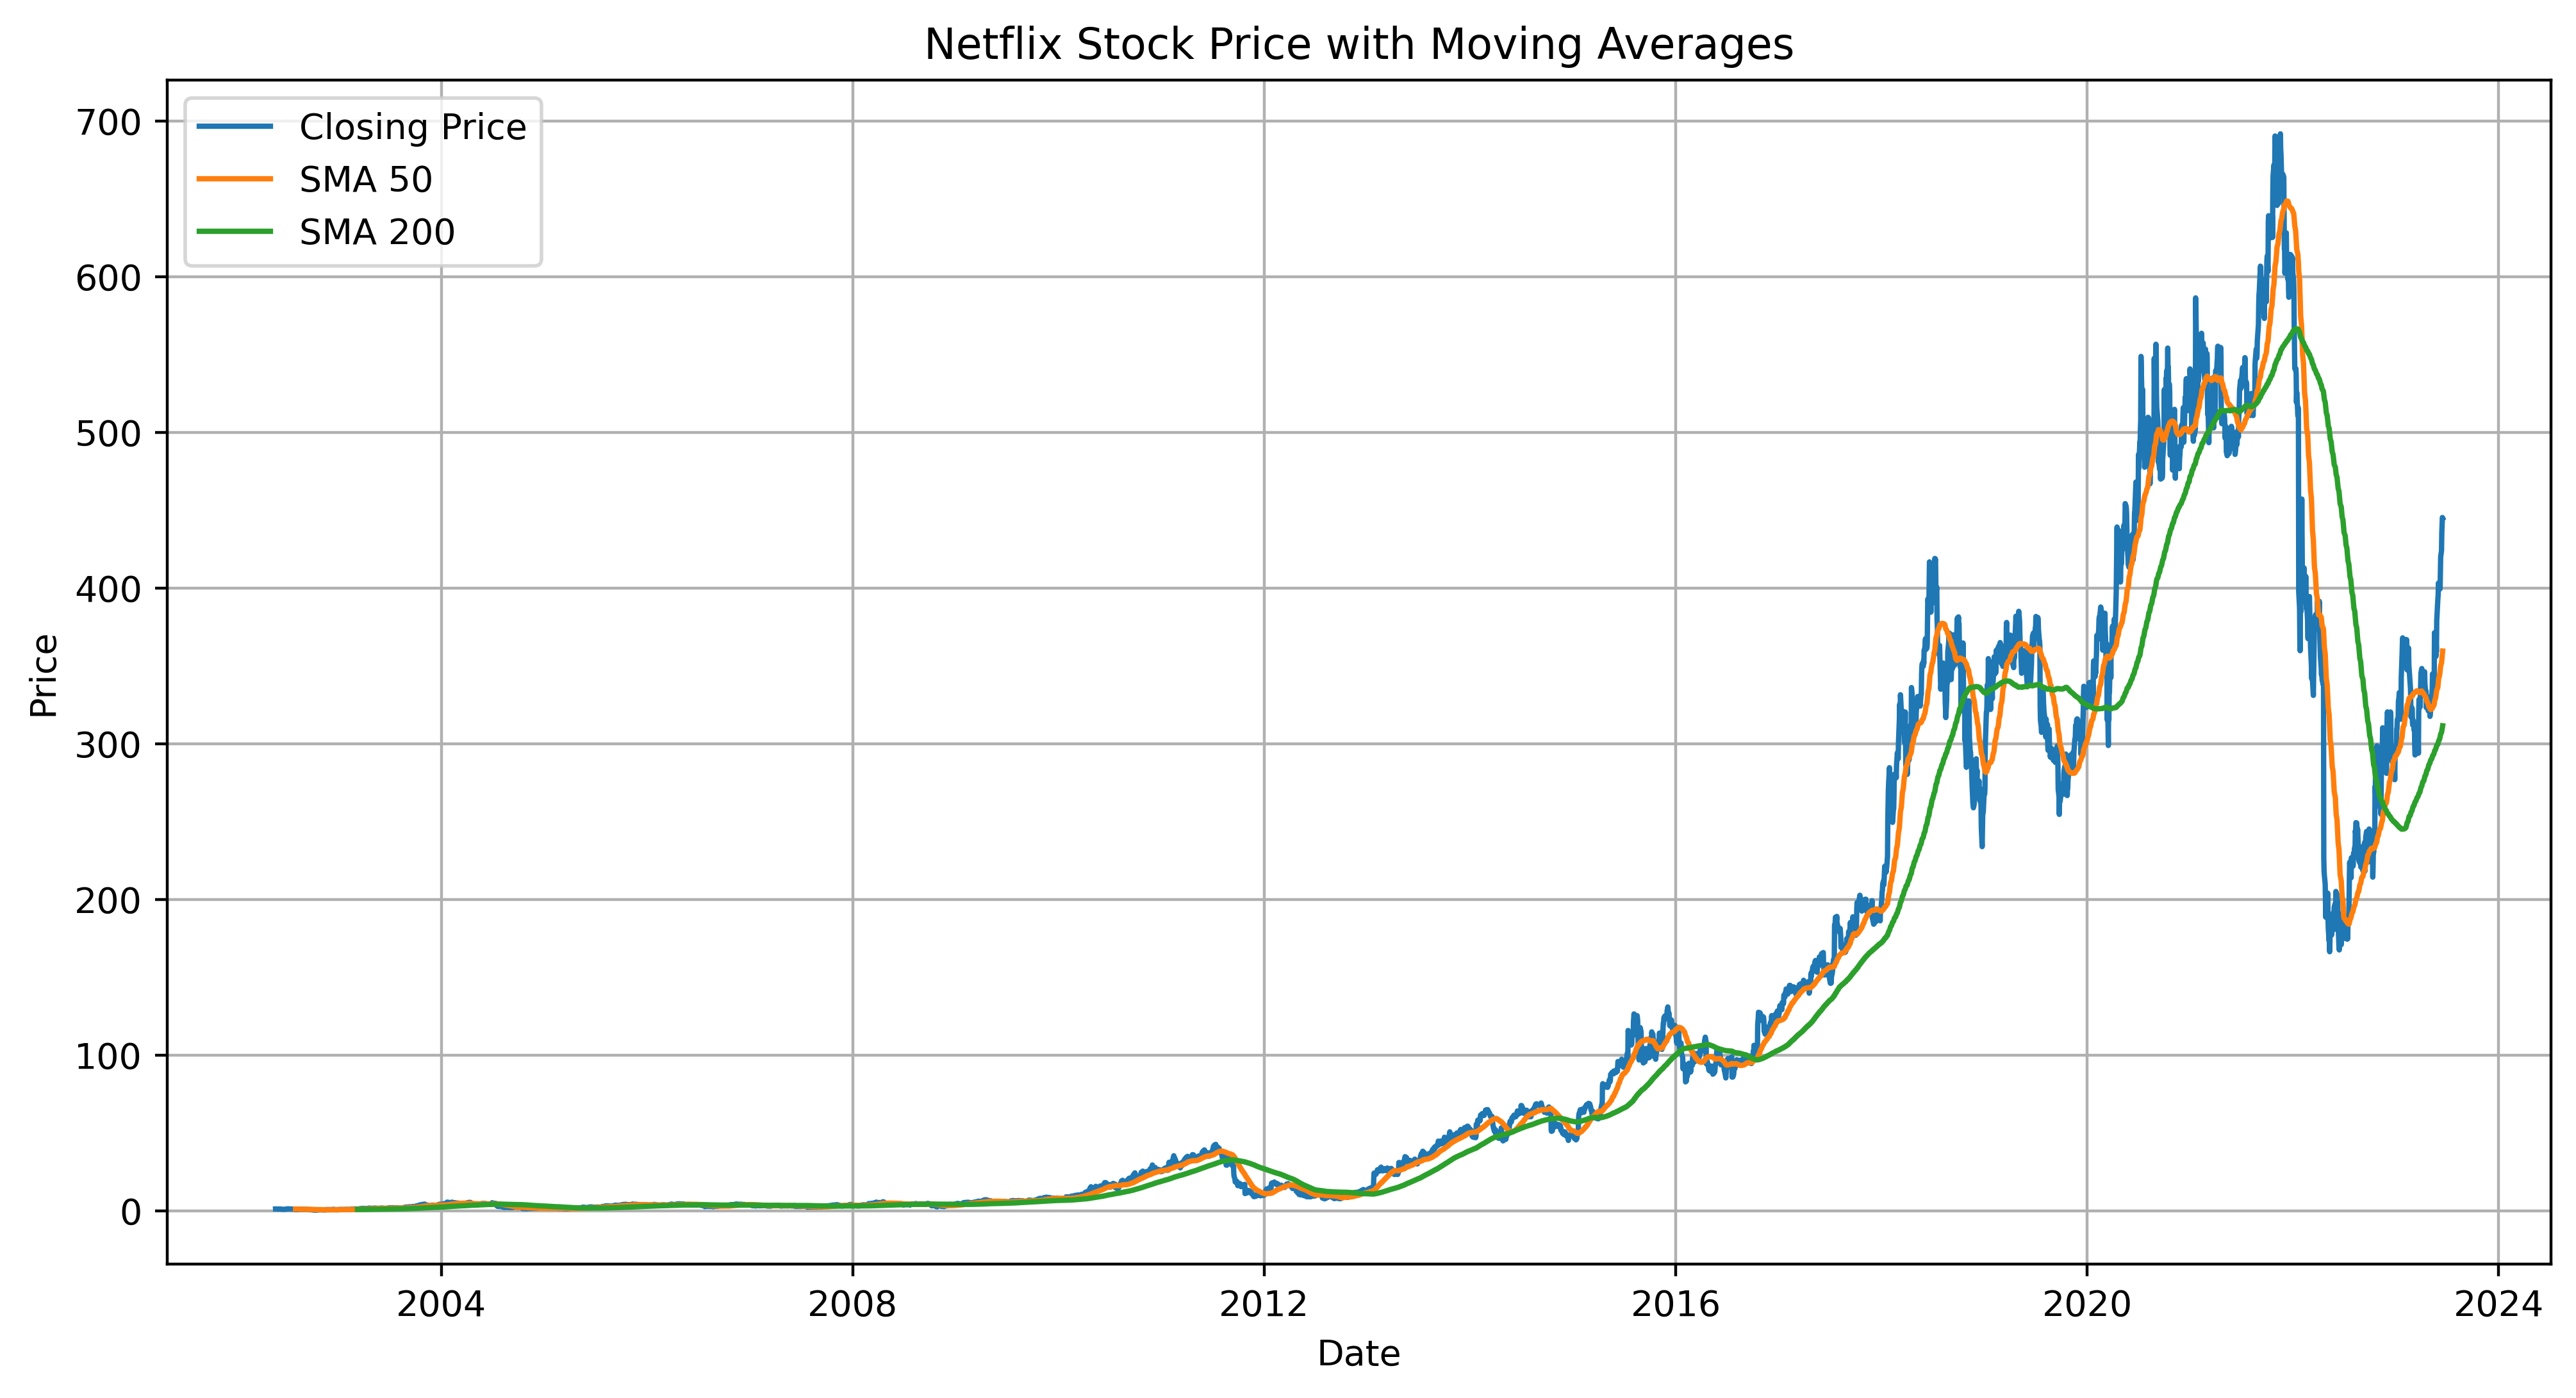 Netflix Stock Price with Moving Averages
Closing Price
SMA 50
SMA 200
700
600
500
400
300
200
100
0
Price
2004 2008 2012 2016 2020 2024
Date